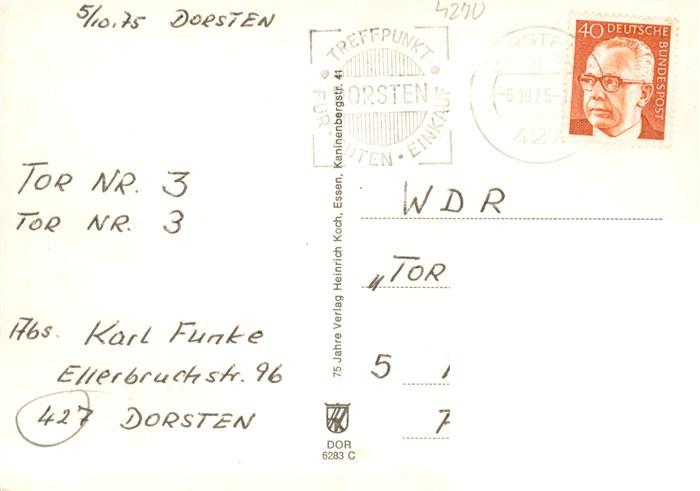 5/10.75 DORSTEN
4270
TREFFPUNKT
DORSTEN
FÜR GUTEN EINKAUF
-6.10.75-
427
40 DEUTSCHE
BUNDESPOST
TOR NR. 3
TOR NR. 3
Abs. Karl Funke
Ellerbruchstr. 96
427 DORSTEN
75 Jahre Verlag Heinrich Koch, Essen, Kaninenbergstr. 41
DOR
6283 C
WDR
„TOR
5